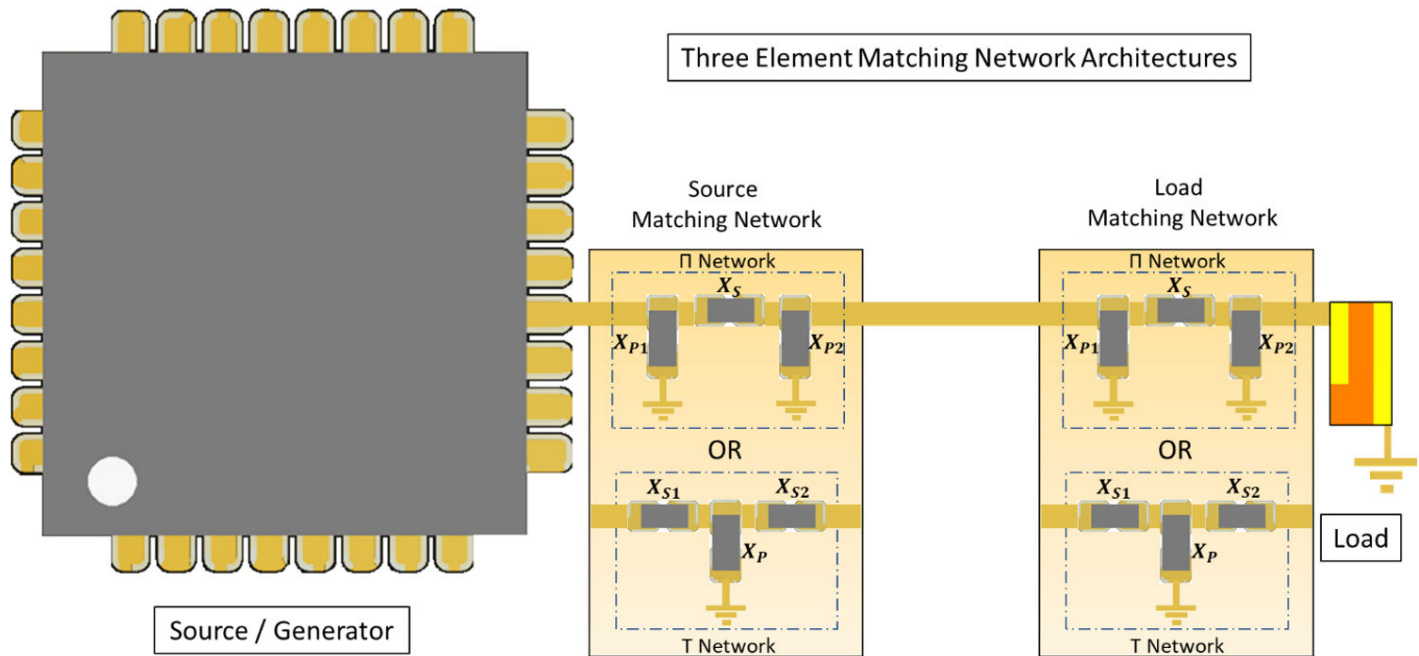 Three Element Matching Network Architectures
Source
Matching Network
Load
Matching Network
Π Network
X_S
X_P1
X_P2
OR
X_S1
X_S2
X_P
T Network
Π Network
X_S
X_P1
X_P2
OR
X_S1
X_S2
X_P
T Network
Load
Source / Generator